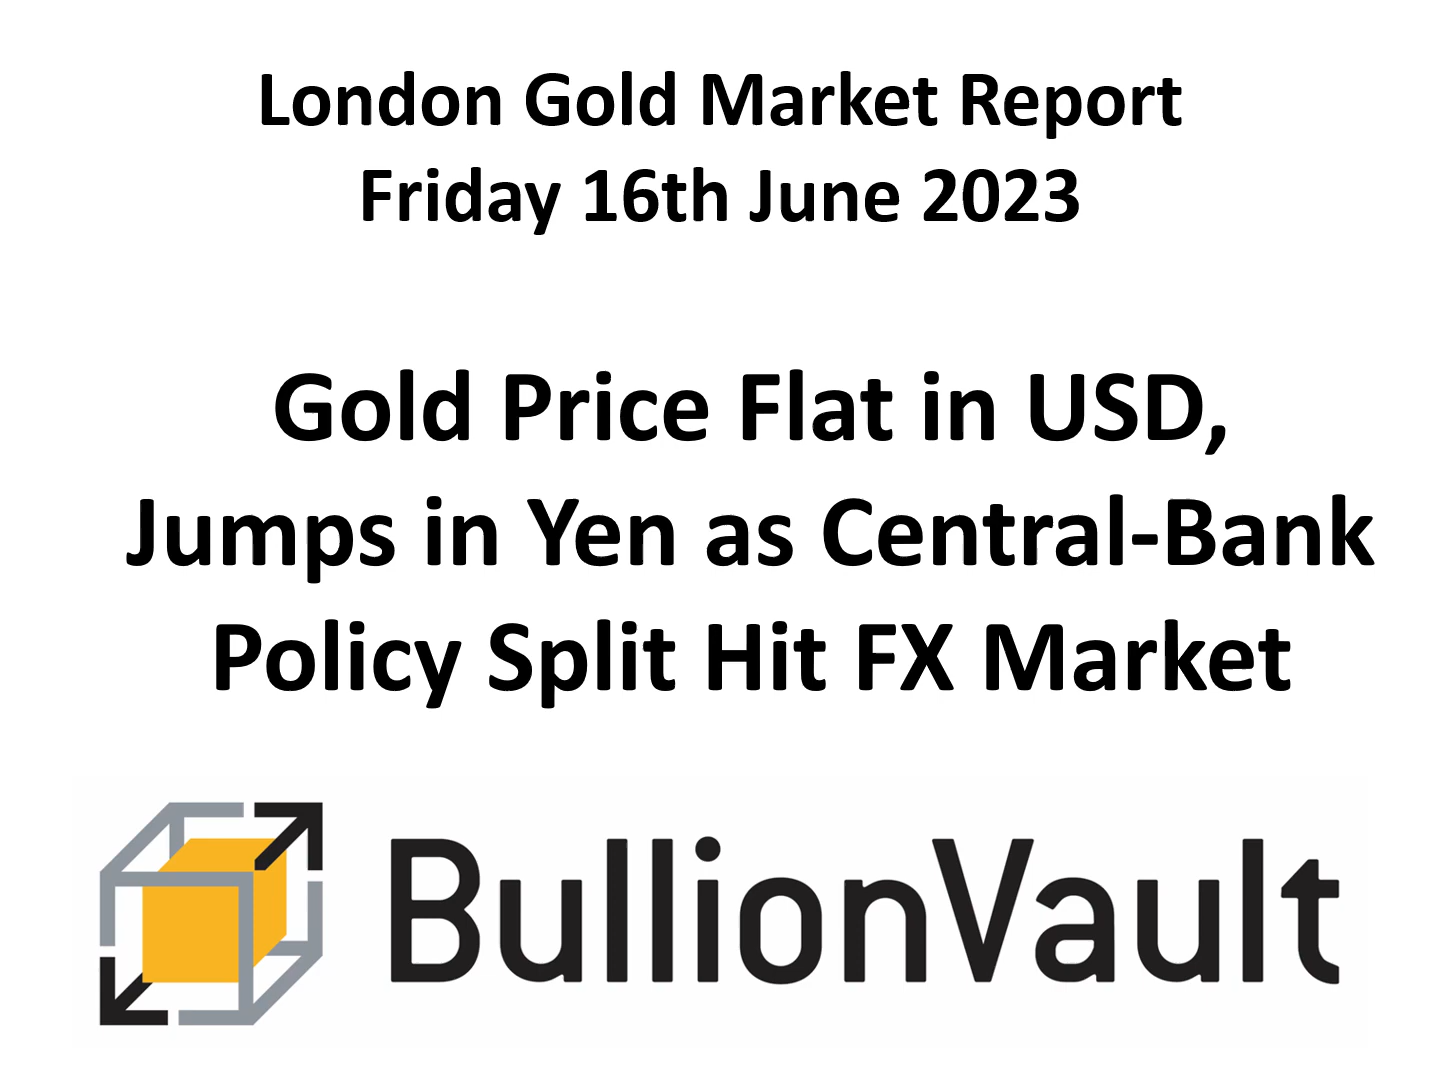 London Gold Market Report
Friday 16th June 2023
Gold Price Flat in USD,
Jumps in Yen as Central-Bank
Policy Split Hit FX Market
BullionVault